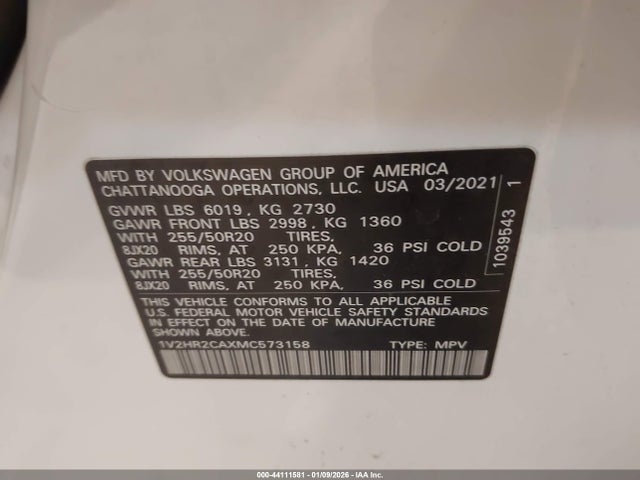 MFD BY VOLKSWAGEN GROUP OF AMERICA
CHATTANOOGA OPERATIONS, LLC. USA 03/2021
GVWR LBS 6019 , KG 2730
GAWR FRONT LBS 2998 , KG 1360
WITH 255/50R20 TIRES,
8JX20 RIMS, AT 250 KPA, 36 PSI COLD
GAWR REAR LBS 3131 , KG 1420
WITH 255/50R20 TIRES,
8JX20 RIMS, AT 250 KPA, 36 PSI COLD
THIS VEHICLE CONFORMS TO ALL APPLICABLE
U.S. FEDERAL MOTOR VEHICLE SAFETY STANDARDS
IN EFFECT ON THE DATE OF MANUFACTURE
SHOWN ABOVE.
1V2HR2CAXMC573158 TYPE: MPV
1039543 1
000-44111581 - 01/09/2026 - IAA Inc.